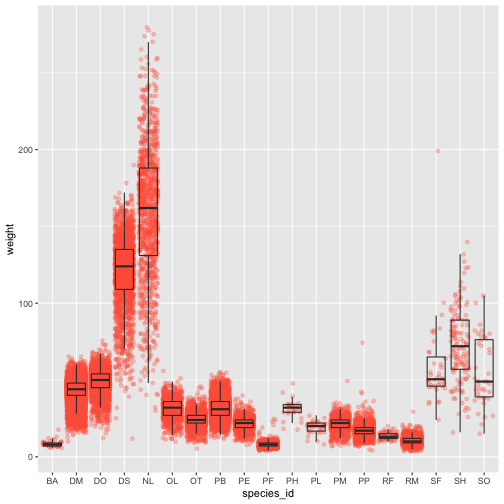 weight
200
100
0
BA DM DO DS NL OL OT PB PE PF PH PL PM PP RF RM SF SH SO
species_id